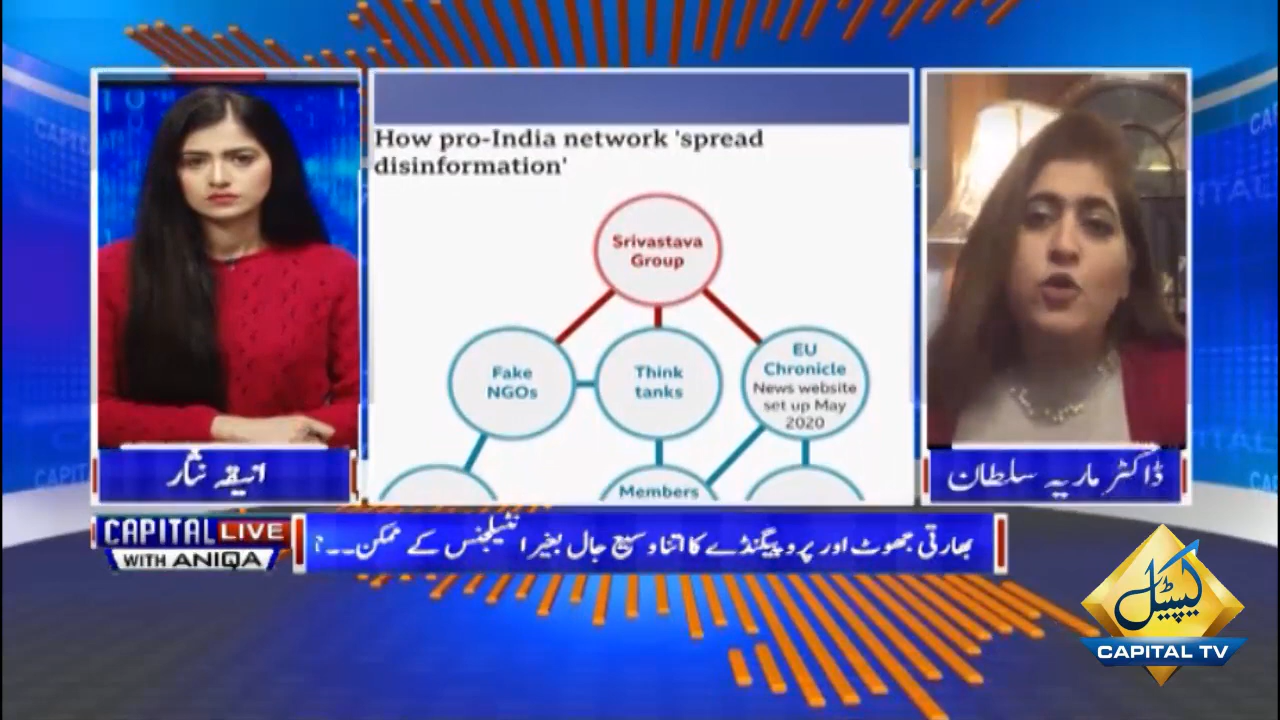 How pro-India network 'spread
disinformation'
Srivastava
Group
Fake
NGOs
Think
tanks
EU
Chronicle
News website
set up May
2020
Members
انیقہ نثار
ڈاکٹر ماریہ سلطان
CAPITAL LIVE
WITH ANIQA
بھارتی جھوٹ اور پروپیگنڈے کا اتنا وسیع جال بغیر انٹیلجنس کے ممکن۔۔؟
کیپیٹل
CAPITAL TV